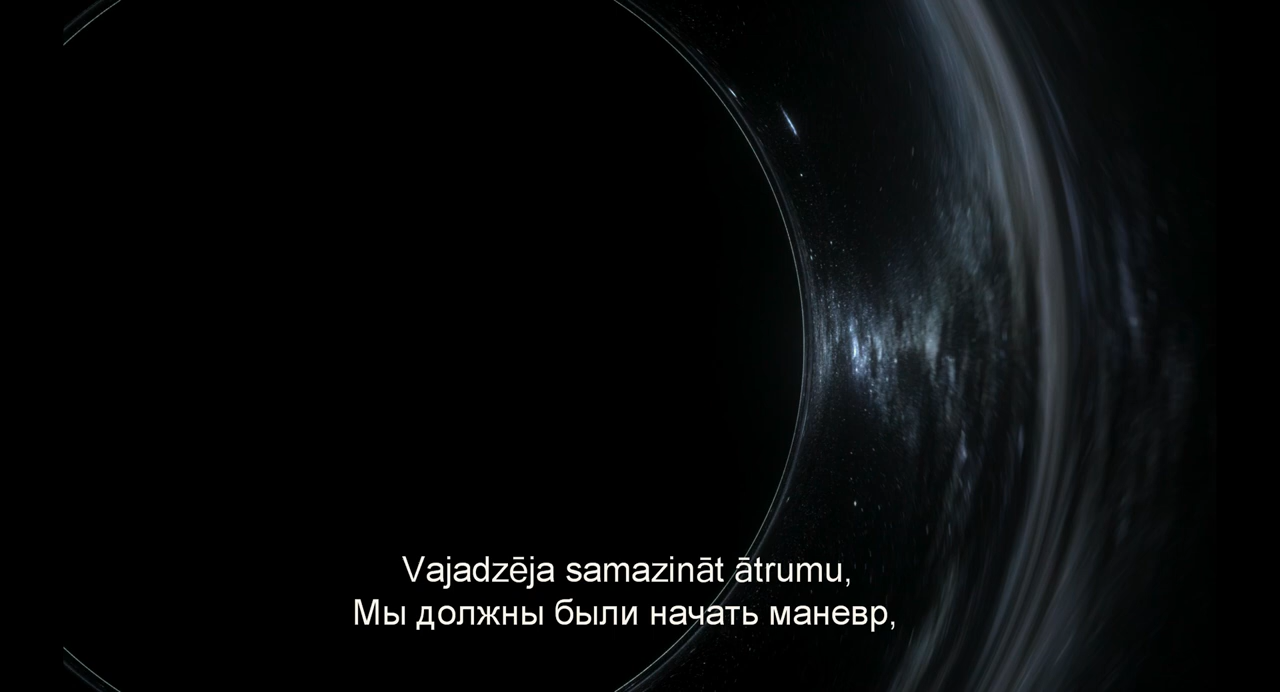 Vajadzēja samazināt ātrumu,
Мы должны были начать маневр,